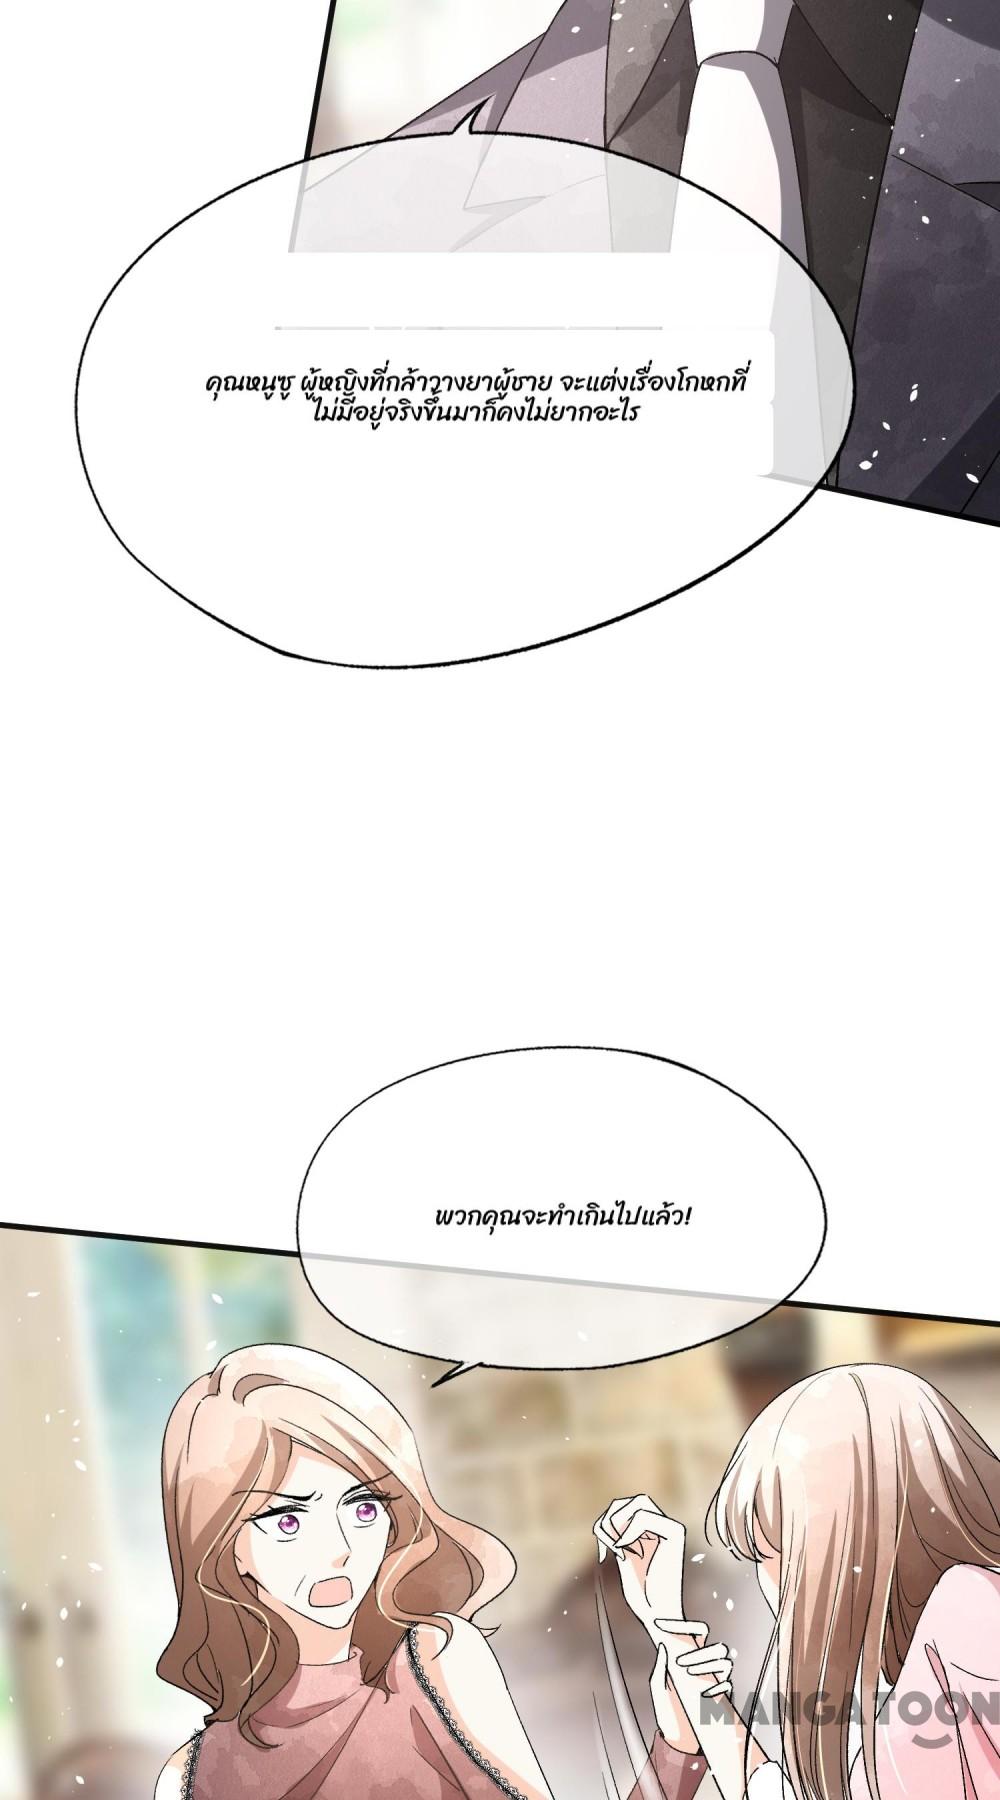 คุณหนูซู ผู้หญิงที่กล้าวางยาผู้ชาย จะแต่งเรื่องโกหกที่
ไม่มีอยู่จริงขึ้นมาก็คงไม่ยากอะไร
พวกคุณจะทำเกินไปแล้ว!
MANGATOON